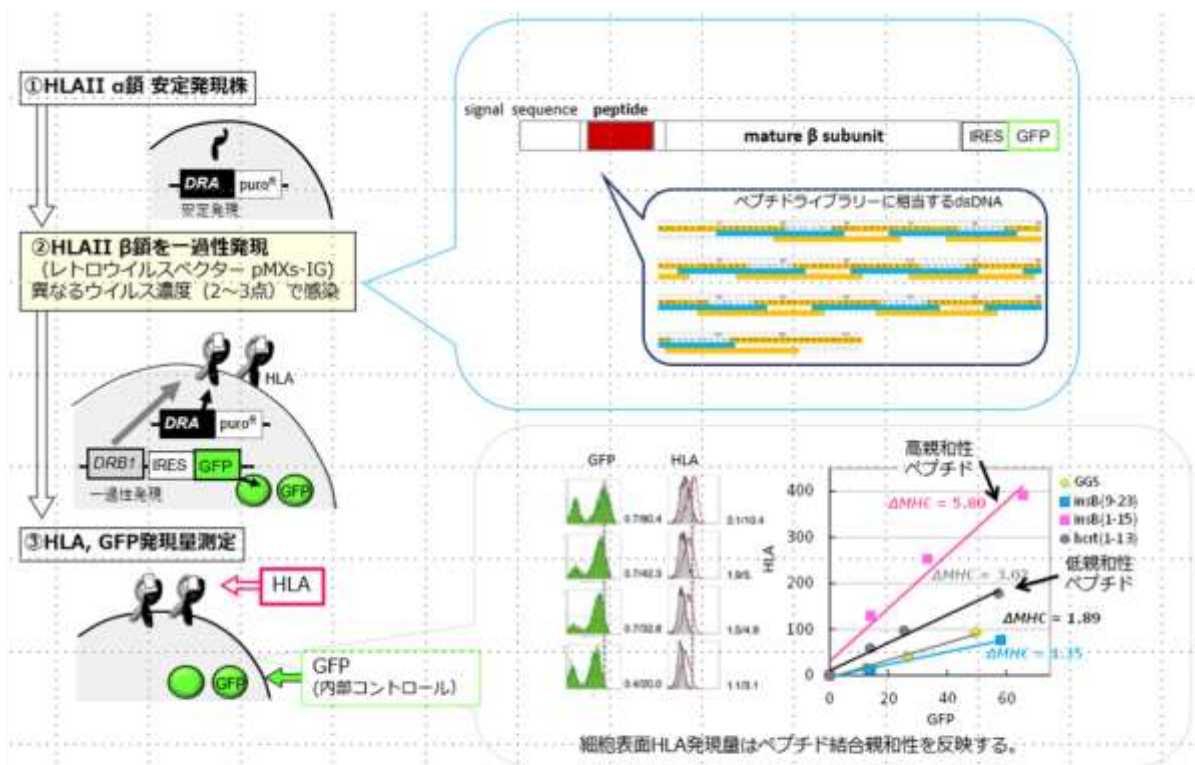 ①HLAII α鎖 安定発現株
DRA puroᴿ
安定発現
②HLAII β鎖を一過性発現
(レトロウイルスベクター pMXs-IG)
異なるウイルス濃度（2～3点）で感染
HLA
DRA puroᴿ
DRB1 IRES GFP
一過性発現
GFP
③HLA, GFP発現量測定
HLA
GFP
GFP
(内部コントロール)
signal sequence peptide
mature β subunit IRES GFP
ペプチドライブラリーに相当するdsDNA
GFP HLA
0.7/42.3
1.9/5
高親和性
ペプチド
GGS
insB(9-23)
insB(1-15)
hcrt(1-13)
低親和性
ペプチド
ΔMHC = 5.80
ΔMHC = 3.02
ΔMHC = 1.89
ΔMHC = 1.35
HLA
400
300
200
100
0
0 20 40 60
GFP
細胞表面HLA発現量はペプチド結合親和性を反映する。